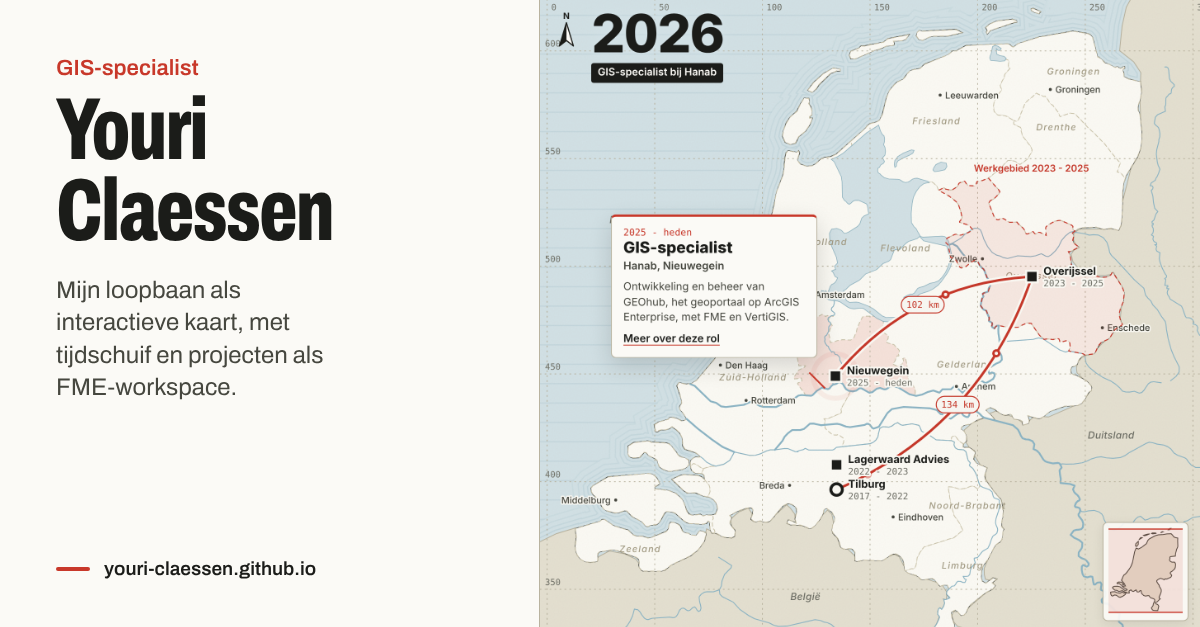 GIS-specialist
Youri
Claessen
Mijn loopbaan als
interactieve kaart, met
tijdschuif en projecten als
FME-workspace.
youri-claessen.github.io
0
50
100
150
200
250
N
600
2026
GIS-specialist bij Hanab
Groningen
Leeuwarden
Groningen
Friesland
Drenthe
550
Werkgebied 2023 - 2025
2025 - heden
GIS-specialist
Hanab, Nieuwegein
Ontwikkeling en beheer van
GEOhub, het geoportaal op ArcGIS
Enterprise, met FME en VertiGIS.
Meer over deze rol
olland
Flevoland
500
Zwolle
Overijssel
2023 - 2025
Amsterdam
102 km
Enschede
450
Den Haag
Zuid-Holland
Nieuwegein
2025 - heden
Gelderlan
Arnhem
Rotterdam
134 km
Duitsland
400
Lagerwaard Advies
2022 - 2023
Breda
Tilburg
2017 - 2022
Middelburg
Noord-Brabant
Eindhoven
Zeeland
Limburg
350
België